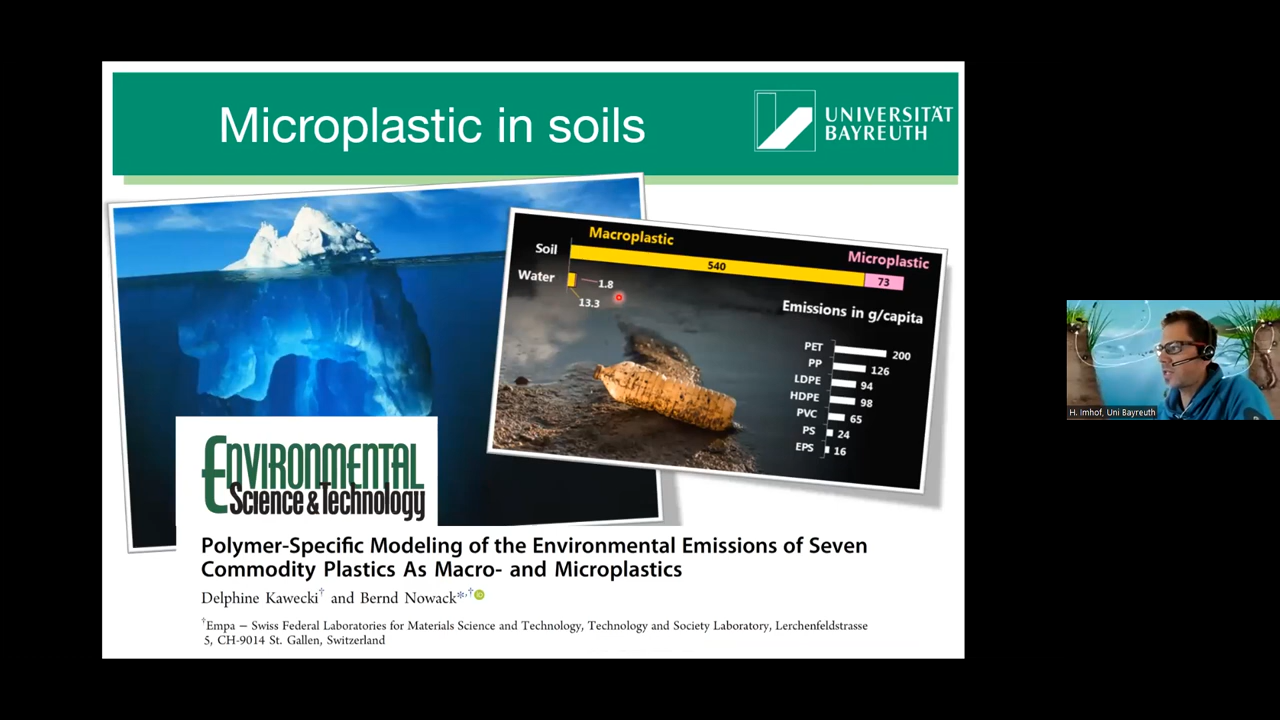 Microplastic in soils
UNIVERSITÄT
BAYREUTH
Macroplastic
Microplastic
Soil
540
73
Water
1.8
13.3
Emissions in g/capita
PET 200
PP 126
LDPE 94
HDPE 98
PVC 65
PS 24
EPS 16
ENVIRONMENTAL
Science & Technology
Polymer-Specific Modeling of the Environmental Emissions of Seven
Commodity Plastics As Macro- and Microplastics
Delphine Kawecki† and Bernd Nowack*,†
†Empa – Swiss Federal Laboratories for Materials Science and Technology, Technology and Society Laboratory, Lerchenfeldstrasse
5, CH-9014 St. Gallen, Switzerland
H. Imhof, Uni Bayreuth